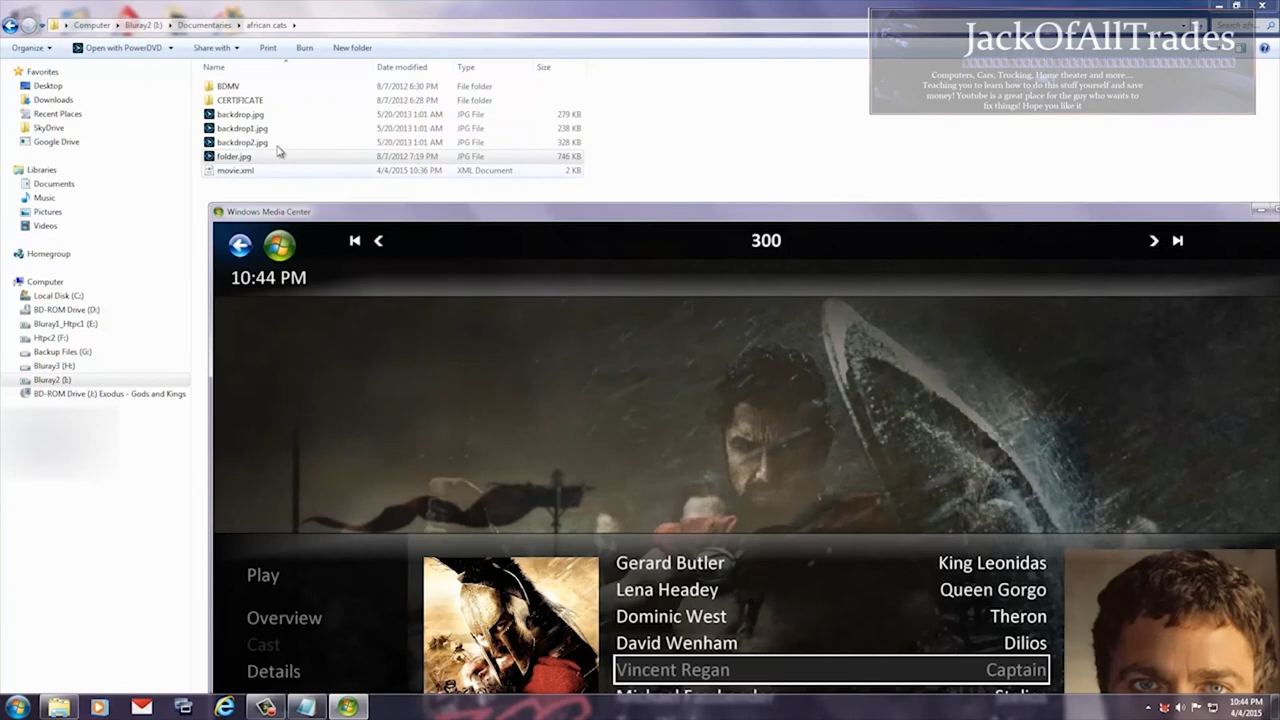 Computer Bluray2 (I:) Documentaries african cats
Organize Open with PowerDVD Share with Print Burn New folder
JackOfAllTrades
Computers, Cars, Trucking, Home theater and more....
Teaching you to learn how to do this stuff yourself and save
money! Youtube is a great place for the guy who wants to
fix things! Hope you like it
Favorites
Desktop
Downloads
Recent Places
SkyDrive
Google Drive
Libraries
Documents
Music
Pictures
Videos
Homegroup
Computer
Local Disk (C:)
BD-ROM Drive (D:)
Bluray1_Htpc1 (E:)
Htpc2 (F:)
Backup Files (G:)
Bluray3 (H:)
Bluray2 (I:)
BD-ROM Drive (J:) Exodus - Gods and Kings
Name Date modified Type Size
BDMV 8/7/2012 6:30 PM File folder
CERTIFICATE 8/7/2012 6:28 PM File folder
backdrop.jpg 5/20/2013 1:01 AM JPG File 279 KB
backdrop1.jpg 5/20/2013 1:01 AM JPG File 238 KB
backdrop2.jpg 5/20/2013 1:01 AM JPG File 328 KB
folder.jpg 8/7/2012 7:19 PM JPG File 746 KB
movie.xml 4/4/2015 10:36 PM XML Document 2 KB
Windows Media Center
300
10:44 PM
Play
Overview
Cast
Details
Gerard Butler King Leonidas
Lena Headey Queen Gorgo
Dominic West Theron
David Wenham Dilios
Vincent Regan Captain
10:44 PM
4/4/2015